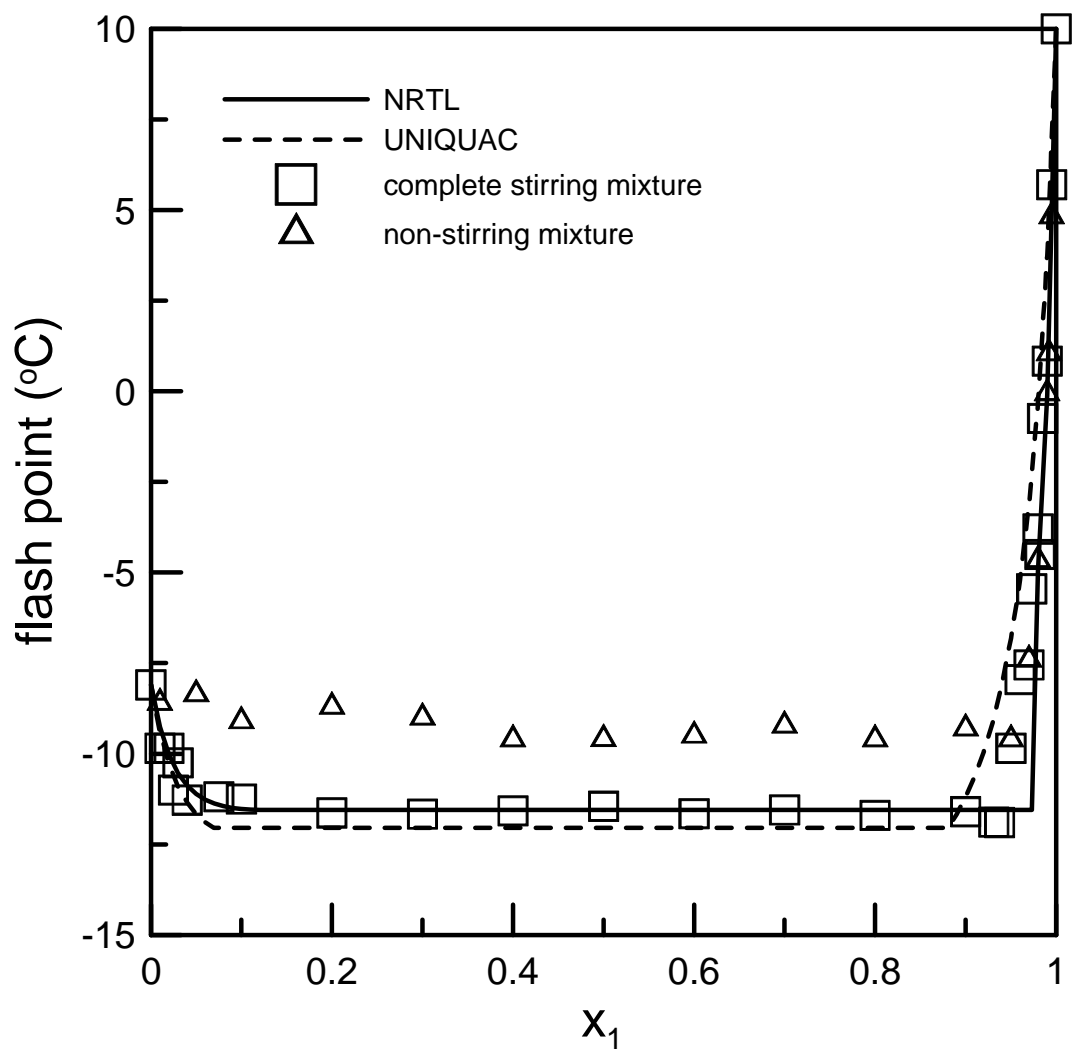 10
NRTL
UNIQUAC
complete stirring mixture
non-stirring mixture
5
0
-5
-10
-15
flash point (°C)
0 0.2 0.4 0.6 0.8 1
x₁